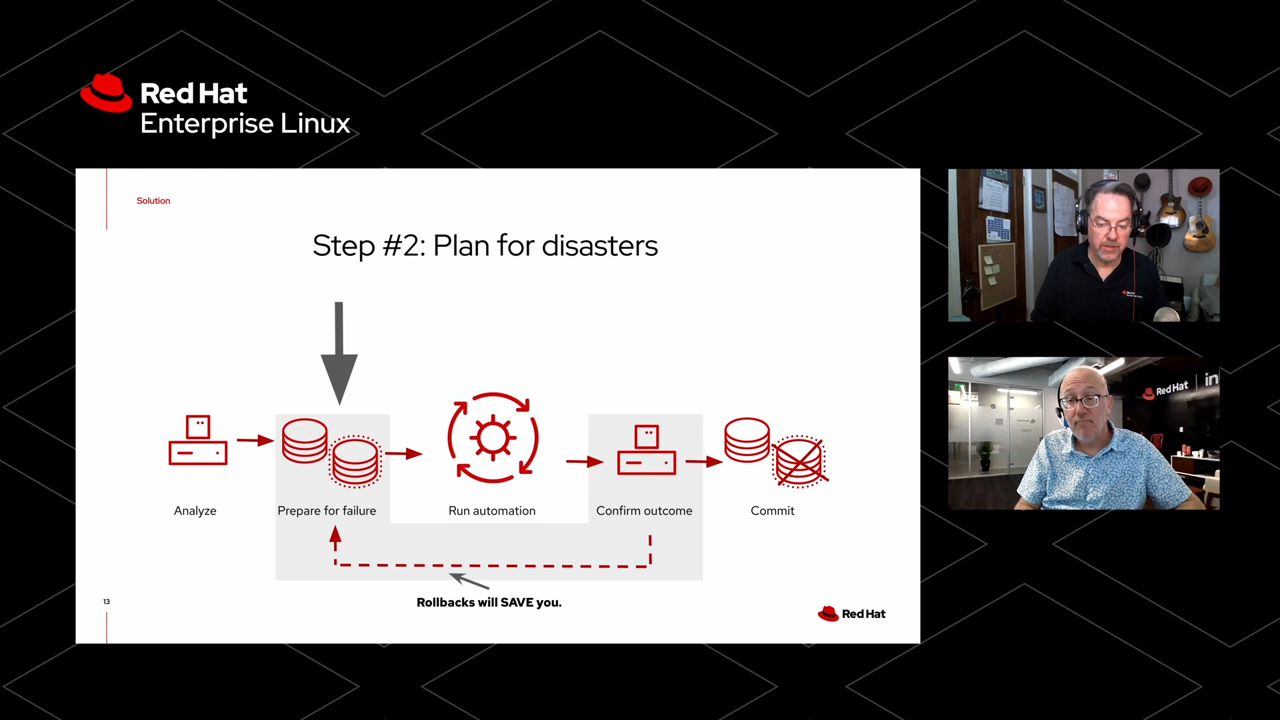 Red Hat
Enterprise Linux
Solution
Step #2: Plan for disasters
Analyze
Prepare for failure
Run automation
Confirm outcome
Commit
Rollbacks will SAVE you.
13
Red Hat
Red Hat
in